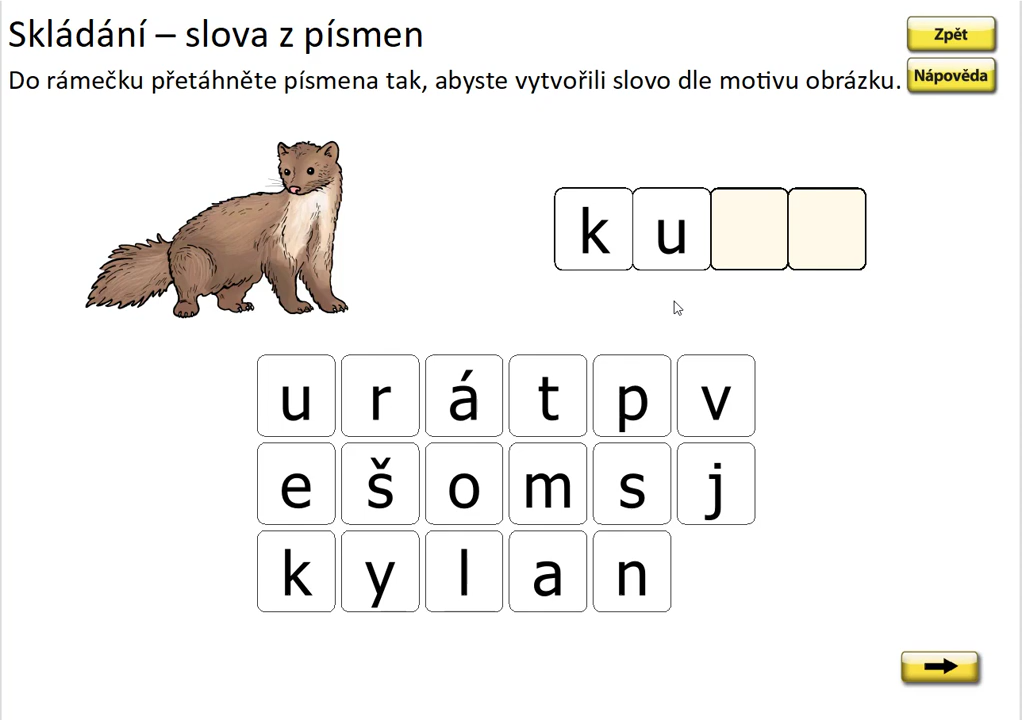 Skládání – slova z písmen
Zpět
Do rámečku přetáhněte písmena tak, abyste vytvořili slovo dle motivu obrázku.
Nápověda
k u
u r á t p v
e š o m s j
k y l a n